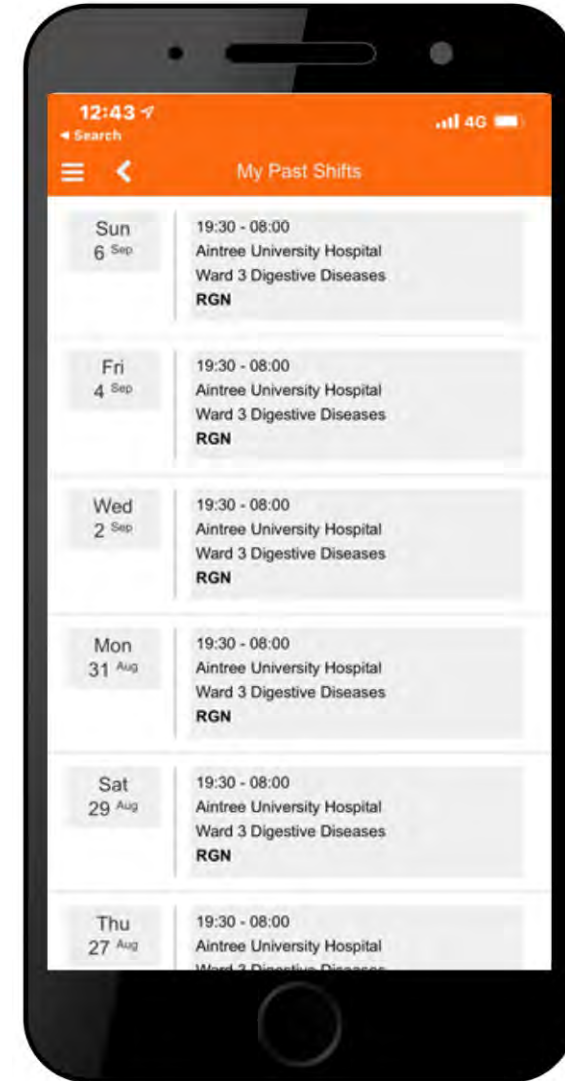 12:43
Search
4G
My Past Shifts
Sun
6 Sep
19:30 - 08:00
Aintree University Hospital
Ward 3 Digestive Diseases
RGN
Fri
4 Sep
19:30 - 08:00
Aintree University Hospital
Ward 3 Digestive Diseases
RGN
Wed
2 Sep
19:30 - 08:00
Aintree University Hospital
Ward 3 Digestive Diseases
RGN
Mon
31 Aug
19:30 - 08:00
Aintree University Hospital
Ward 3 Digestive Diseases
RGN
Sat
29 Aug
19:30 - 08:00
Aintree University Hospital
Ward 3 Digestive Diseases
RGN
Thu
27 Aug
19:30 - 08:00
Aintree University Hospital
Ward 3 Digestive Diseases